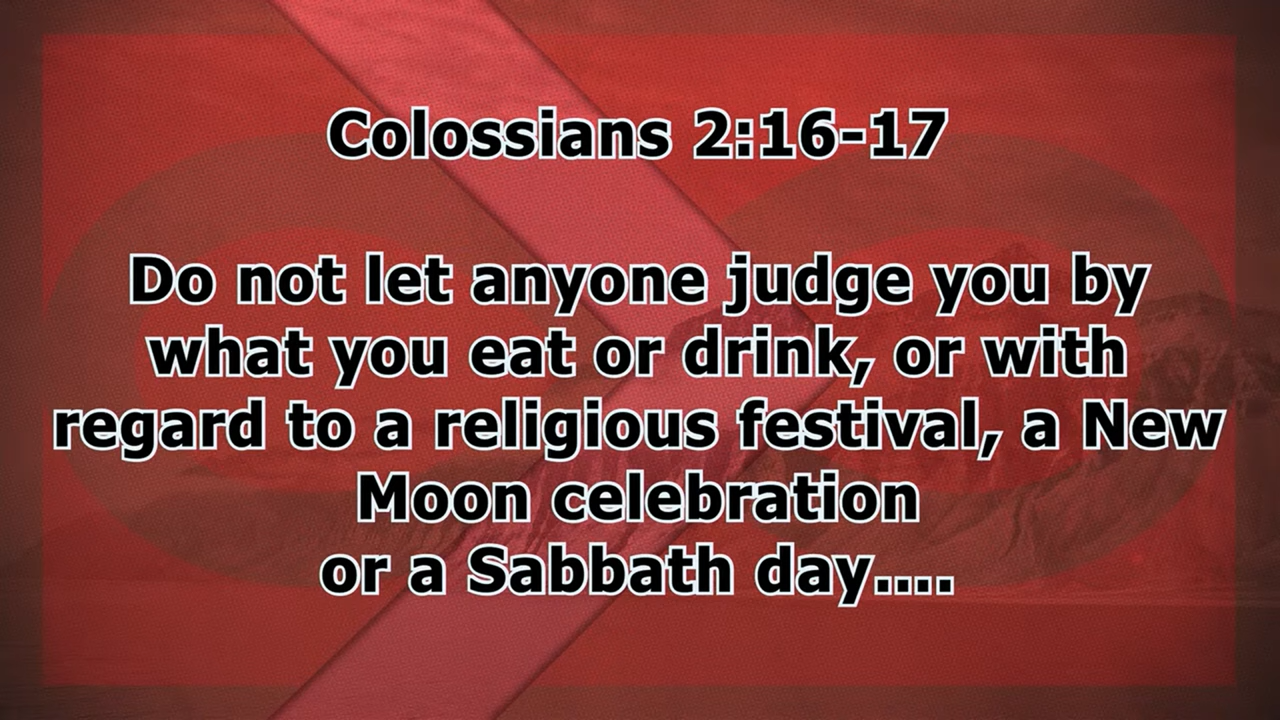 Colossians 2:16-17
Do not let anyone judge you by
what you eat or drink, or with
regard to a religious festival, a New
Moon celebration
or a Sabbath day....